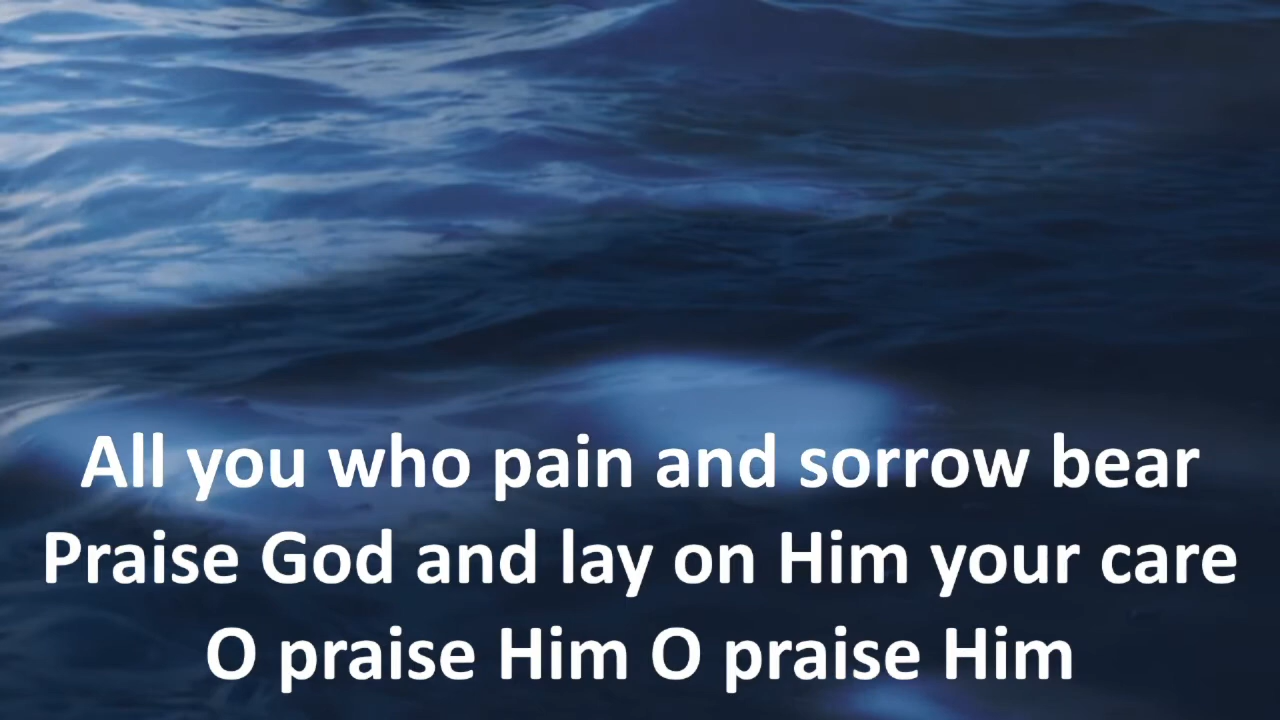 All you who pain and sorrow bear
Praise God and lay on Him your care
O praise Him O praise Him